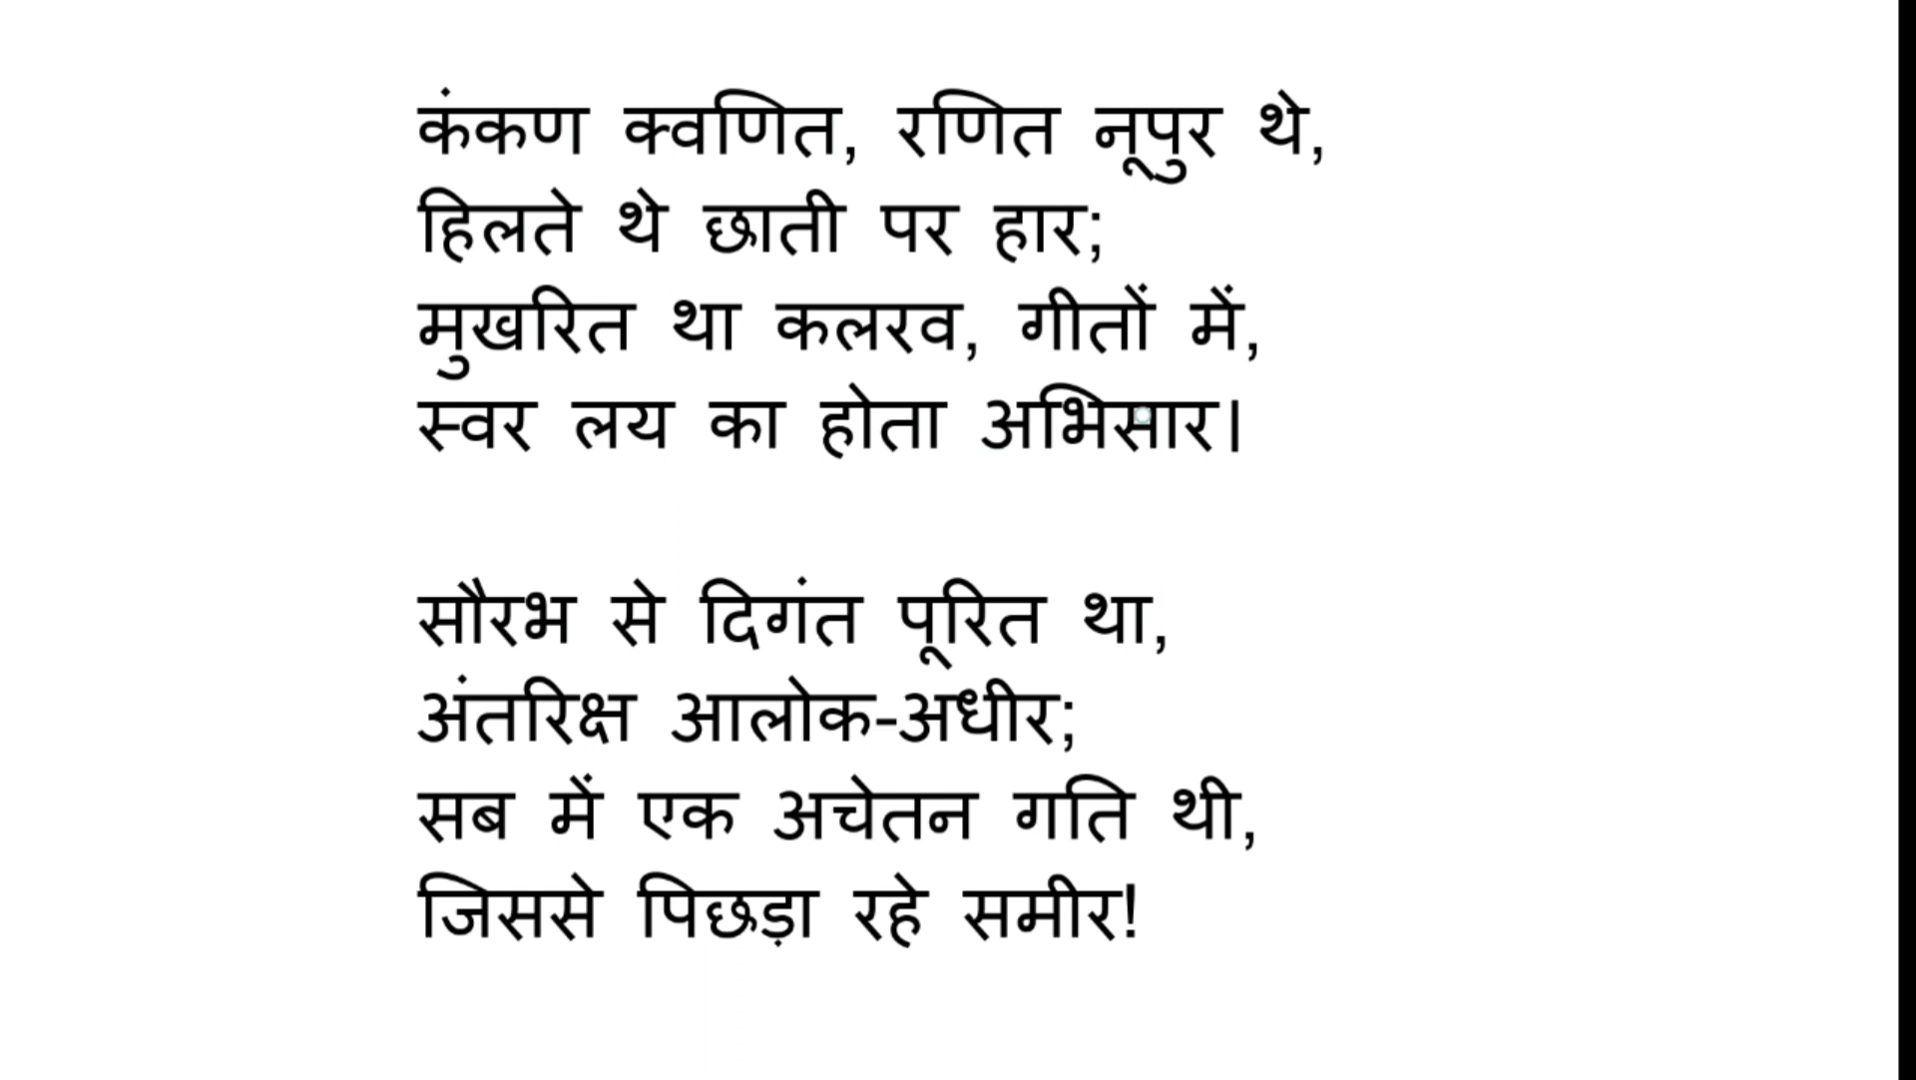 कंकण क्वणित, रणित नूपुर थे,
हिलते थे छाती पर हार;
मुखरित था कलरव, गीतों में,
स्वर लय का होता अभिसार।
सौरभ से दिगंत पूरित था,
अंतरिक्ष आलोक-अधीर;
सब में एक अचेतन गति थी,
जिससे पिछड़ा रहे समीर!